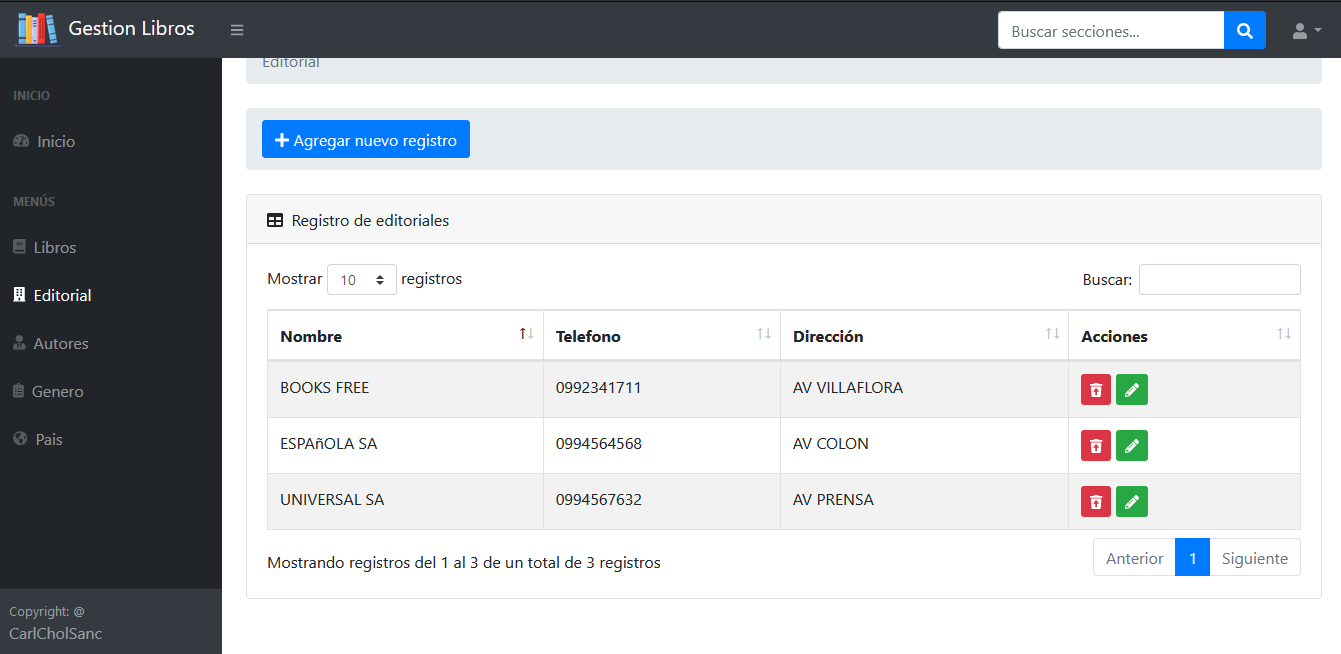 Gestion Libros
Buscar secciones...
INICIO
Inicio
MENÚS
Libros
Editorial
Autores
Genero
Pais
Copyright: @
CarlCholSanc
Editorial
Agregar nuevo registro
Registro de editoriales
Mostrar 10 registros
Buscar:
Nombre Telefono Dirección Acciones
BOOKS FREE 0992341711 AV VILLAFLORA
ESPAñOLA SA 0994564568 AV COLON
UNIVERSAL SA 0994567632 AV PRENSA
Mostrando registros del 1 al 3 de un total de 3 registros
Anterior 1 Siguiente